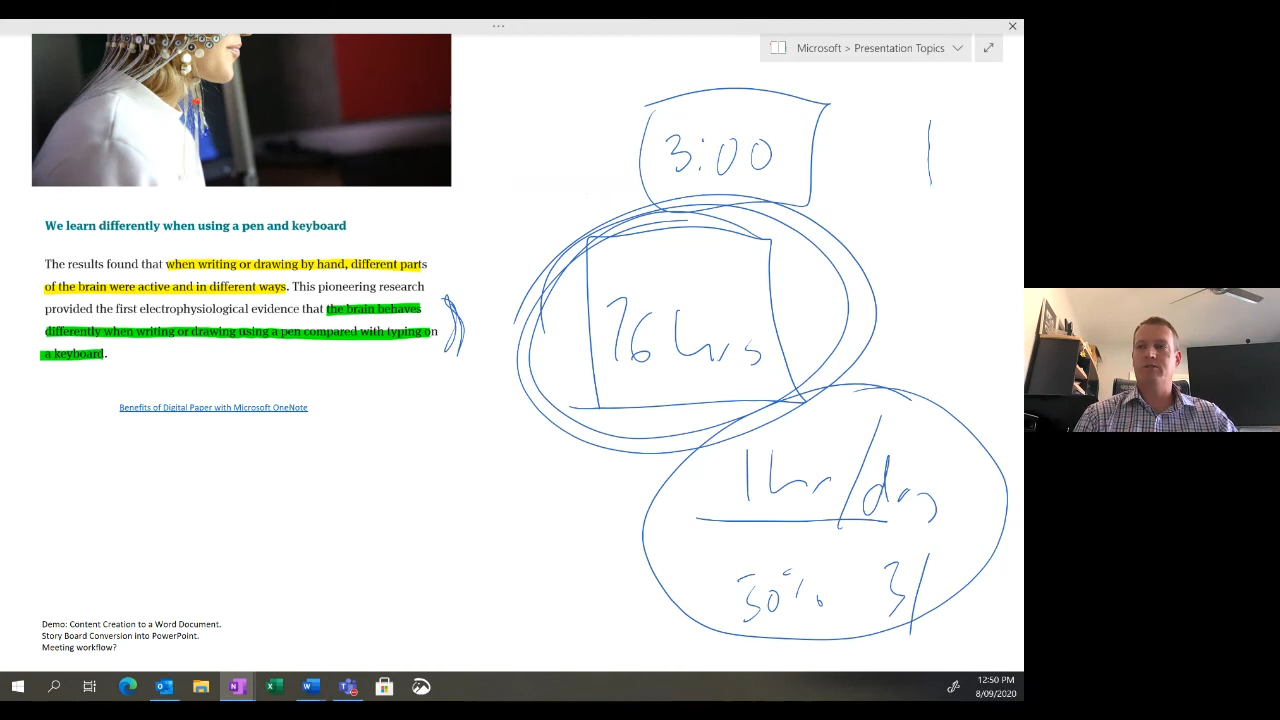 Microsoft > Presentation Topics
3:00
We learn differently when using a pen and keyboard
The results found that when writing or drawing by hand, different parts
of the brain were active and in different ways. This pioneering research
provided the first electrophysiological evidence that the brain behaves
differently when writing or drawing using a pen compared with typing on
a keyboard.
76 hrs
Benefits of Digital Paper with Microsoft OneNote
1hr/day
30% 3/
Demo: Content Creation to a Word Document.
Story Board Conversion into PowerPoint.
Meeting workflow?
12:50 PM
8/09/2020